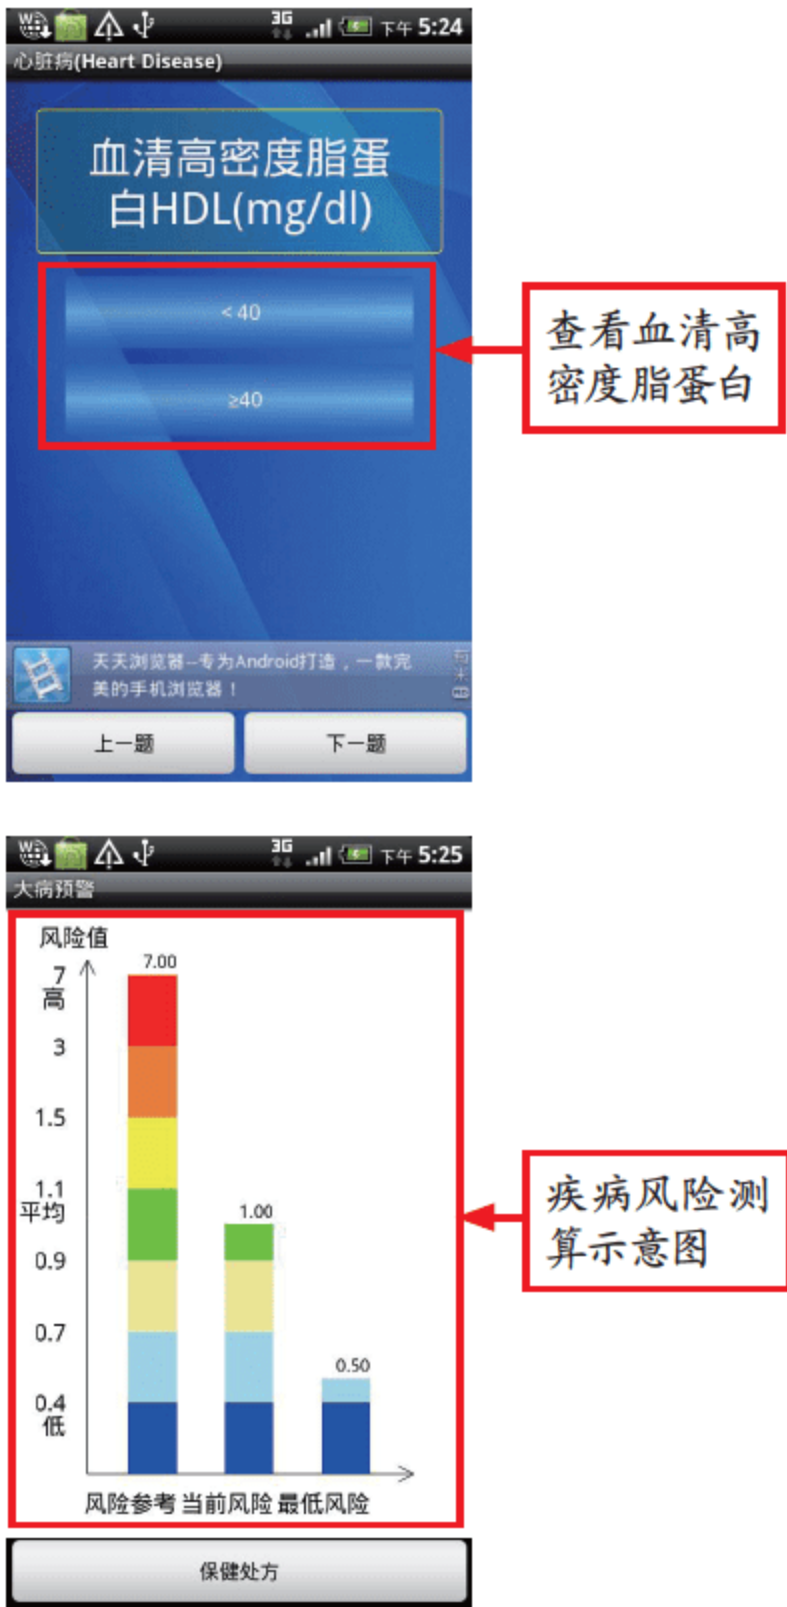 3G 下午 5:24
心脏病(Heart Disease)
血清高密度脂蛋
白HDL(mg/dl)
< 40
≥40
查看血清高
密度脂蛋白
天天浏览器–专为Android打造，一款完
美的手机浏览器！
上一题
下一题
3G 下午 5:25
大病预警
风险值
7
高
3
1.5
1.1
平均
0.9
0.7
0.4
低
7.00
1.00
0.50
风险参考 当前风险 最低风险
疾病风险测
算示意图
保健处方